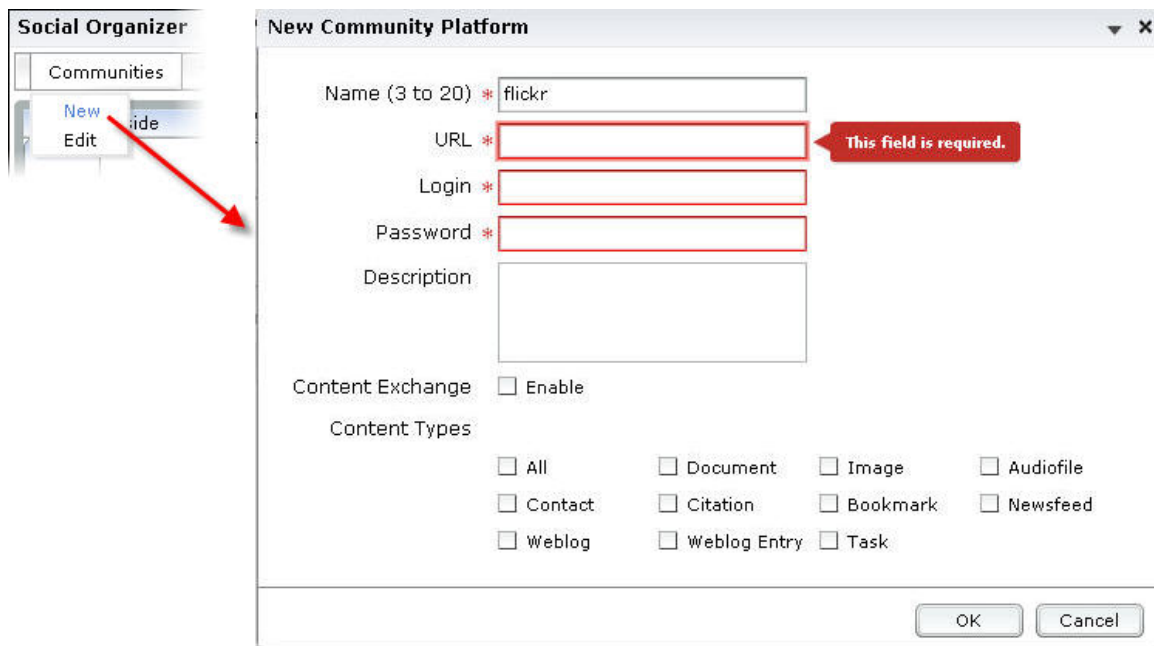 Social Organizer
Communities
New
Edit
side
New Community Platform
Name (3 to 20) * flickr
URL * This field is required.
Login *
Password *
Description
Content Exchange Enable
Content Types
All Document Image Audiofile
Contact Citation Bookmark Newsfeed
Weblog Weblog Entry Task
OK Cancel